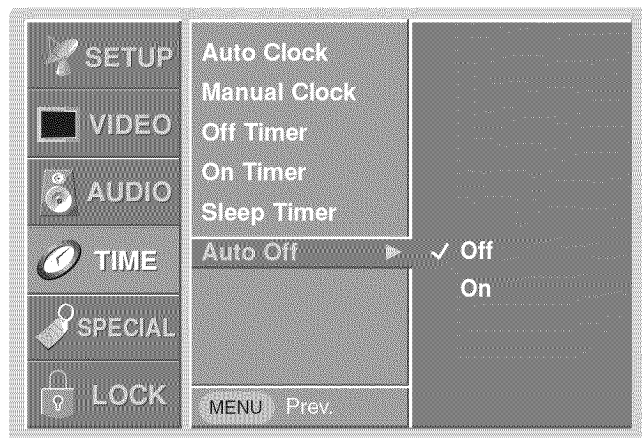 SETUP
VIDEO
AUDIO
TIME
SPECIAL
LOCK
Auto Clock
Manual Clock
Off Timer
On Timer
Sleep Timer
Auto Off
MENU Prev.
Off
On